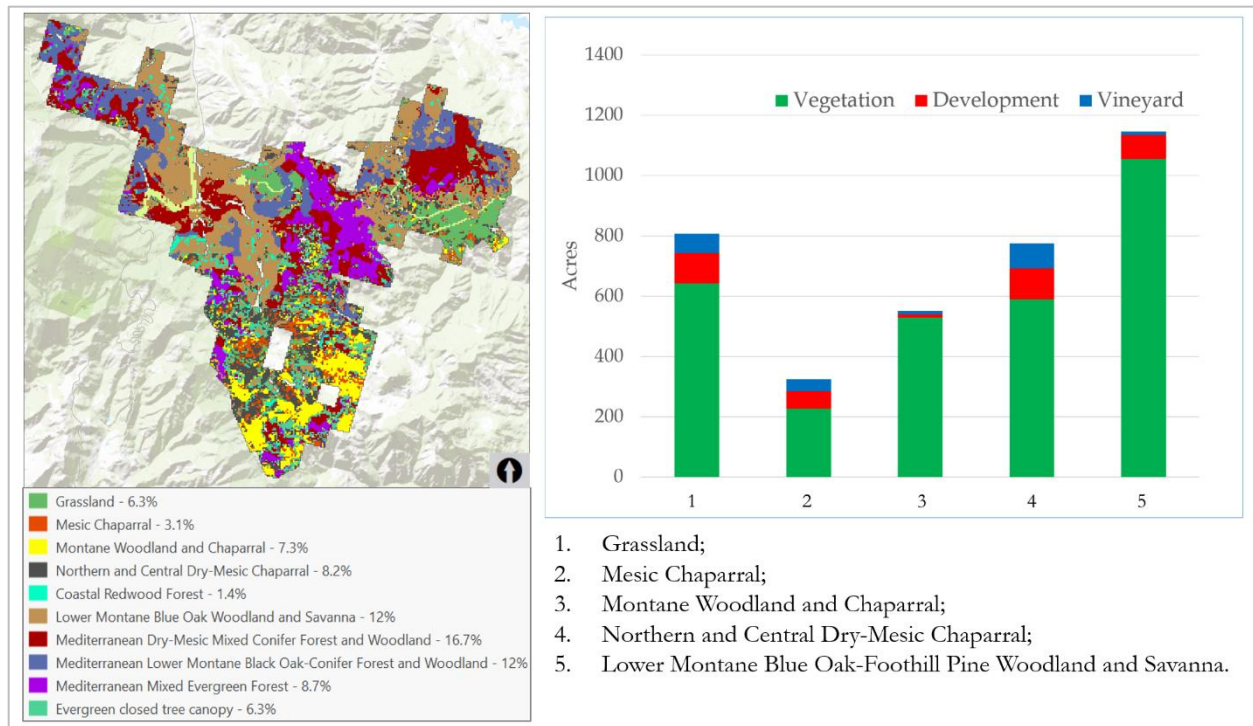 Grassland - 6.3%
Mesic Chaparral - 3.1%
Montane Woodland and Chaparral - 7.3%
Northern and Central Dry-Mesic Chaparral - 8.2%
Coastal Redwood Forest - 1.4%
Lower Montane Blue Oak Woodland and Savanna - 12%
Mediterranean Dry-Mesic Mixed Conifer Forest and Woodland - 16.7%
Mediterranean Lower Montane Black Oak-Conifer Forest and Woodland - 12%
Mediterranean Mixed Evergreen Forest - 8.7%
Evergreen closed tree canopy - 6.3%
Vegetation Development Vineyard
Acres
1400
1200
1000
800
600
400
200
0
1 2 3 4 5
1. Grassland;
2. Mesic Chaparral;
3. Montane Woodland and Chaparral;
4. Northern and Central Dry-Mesic Chaparral;
5. Lower Montane Blue Oak-Foothill Pine Woodland and Savanna.